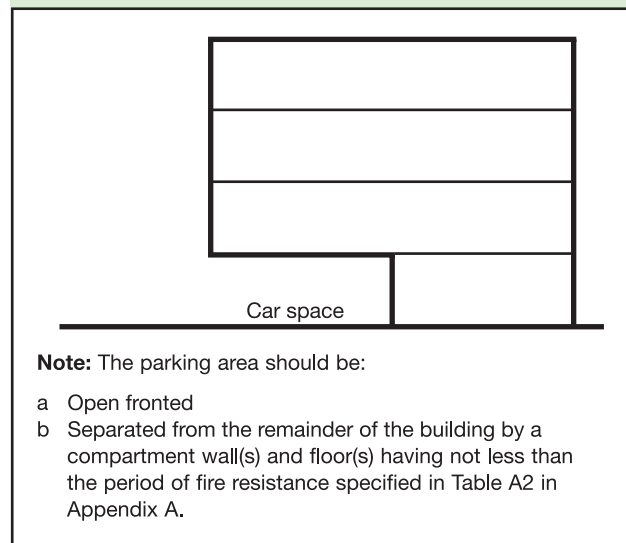 Car space
Note: The parking area should be:
a Open fronted
b Separated from the remainder of the building by a
compartment wall(s) and floor(s) having not less than
the period of fire resistance specified in Table A2 in
Appendix A.